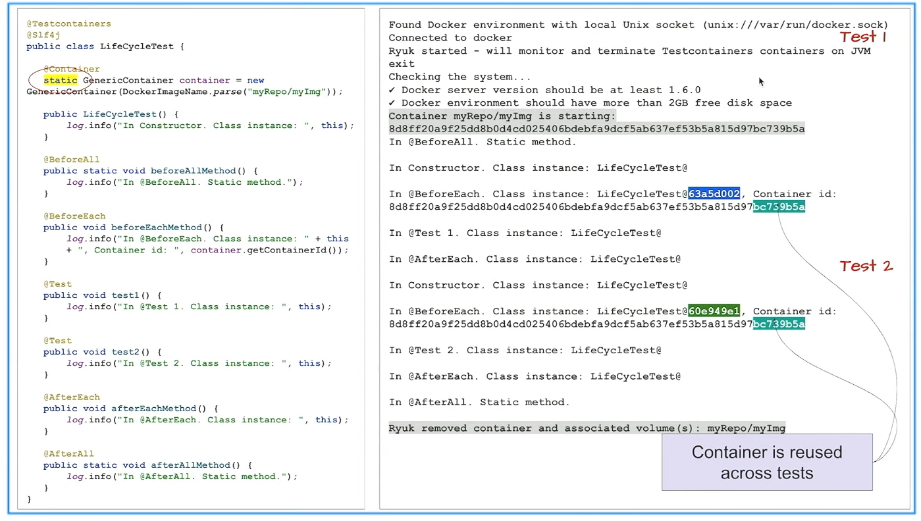 @Testcontainers
@Slf4j
public class LifeCycleTest {
@Container
static GenericContainer container = new
GenericContainer(DockerImageName.parse("myRepo/myImg"));
public LifeCycleTest() {
log.info("In Constructor. Class instance: ", this);
}
@BeforeAll
public static void beforeAllMethod() {
log.info("In @BeforeAll. Static method.");
}
@BeforeEach
public void beforeEachMethod() {
log.info("In @BeforeEach. Class instance: " + this
+ ", Container id: ", container.getContainerId());
}
@Test
public void test1() {
log.info("In @Test 1. Class instance: ", this);
}
@Test
public void test2() {
log.info("In @Test 2. Class instance: ", this);
}
@AfterEach
public void afterEachMethod() {
log.info("In @AfterEach. Class instance: ", this);
}
@AfterAll
public static void afterAllMethod() {
log.info("In @AfterAll. Static method.");
}
}
Found Docker environment with local Unix socket (unix:///var/run/docker.sock)
Test 1
Connected to docker
Ryuk started - will monitor and terminate Testcontainers containers on JVM
exit
Checking the system...
✓ Docker server version should be at least 1.6.0
✓ Docker environment should have more than 2GB free disk space
Container myRepo/myImg is starting:
8d8ff20a9f25dd8b0d4cd025406bdebfa9dcf5ab637ef53b5a815d97bc739b5a
In @BeforeAll. Static method.
In Constructor. Class instance: LifeCycleTest@
In @BeforeEach. Class instance: LifeCycleTest@63a5d002, Container id:
8d8ff20a9f25dd8b0d4cd025406bdebfa9dcf5ab637ef53b5a815d97bc739b5a
In @Test 1. Class instance: LifeCycleTest@
In @AfterEach. Class instance: LifeCycleTest@
Test 2
In Constructor. Class instance: LifeCycleTest@
In @BeforeEach. Class instance: LifeCycleTest@60e949e1, Container id:
8d8ff20a9f25dd8b0d4cd025406bdebfa9dcf5ab637ef53b5a815d97bc739b5a
In @Test 2. Class instance: LifeCycleTest@
In @AfterEach. Class instance: LifeCycleTest@
In @AfterAll. Static method.
Ryuk removed container and associated volume(s): myRepo/myImg
Container is reused
across tests